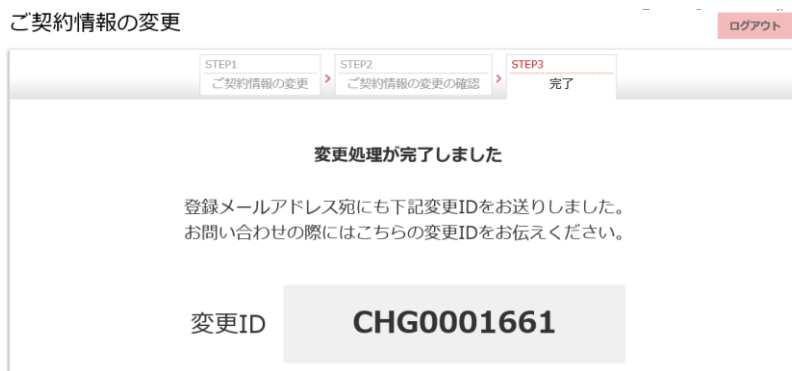 ご契約情報の変更
ログアウト
STEP1
ご契約情報の変更
STEP2
ご契約情報の変更の確認
STEP3
完了
変更処理が完了しました
登録メールアドレス宛にも下記変更IDをお送りしました。
お問い合わせの際にはこちらの変更IDをお伝えください。
変更ID
CHG0001661